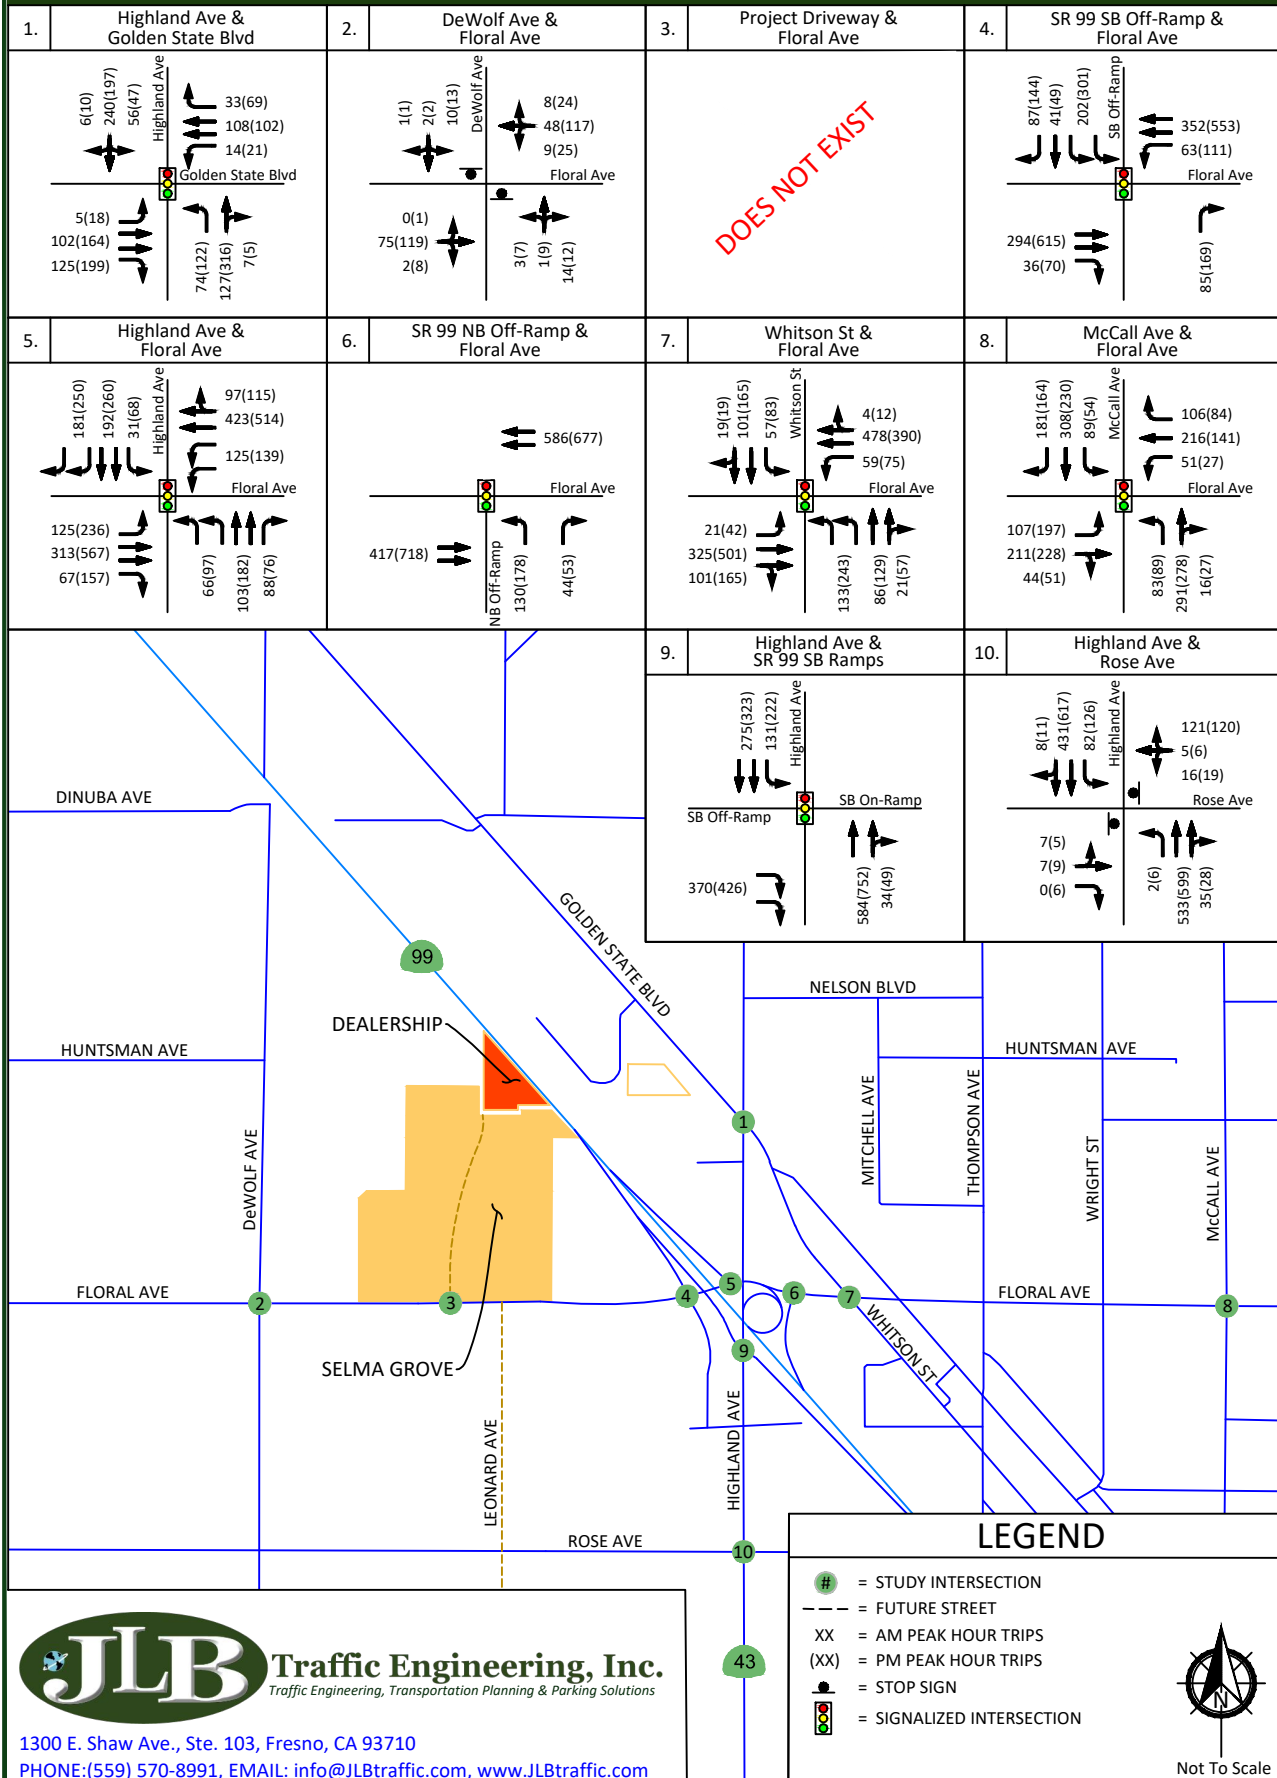 1.
Highland Ave &
Golden State Blvd
6(10)
240(197)
56(47)
Highland Ave
33(69)
108(102)
14(21)
Golden State Blvd
5(18)
102(164)
125(199)
74(122)
127(316)
7(5)
2.
DeWolf Ave &
Floral Ave
1(1)
2(2)
10(13)
DeWolf Ave
8(24)
48(117)
9(25)
Floral Ave
0(1)
75(119)
2(8)
3(7)
1(9)
14(12)
3.
Project Driveway &
Floral Ave
DOES NOT EXIST
4.
SR 99 SB Off-Ramp &
Floral Ave
87(144)
41(49)
202(301)
SB Off-Ramp
352(553)
63(111)
Floral Ave
294(615)
36(70)
85(169)
5.
Highland Ave &
Floral Ave
181(250)
192(260)
31(68)
Highland Ave
97(115)
423(514)
125(139)
Floral Ave
125(236)
313(567)
67(157)
66(97)
103(182)
88(76)
6.
SR 99 NB Off-Ramp &
Floral Ave
586(677)
Floral Ave
417(718)
NB Off-Ramp
130(178)
44(53)
7.
Whitson St &
Floral Ave
19(19)
101(165)
57(83)
Whitson St
4(12)
478(390)
59(75)
Floral Ave
21(42)
325(501)
101(165)
133(243)
86(129)
21(57)
8.
McCall Ave &
Floral Ave
181(164)
308(230)
89(54)
McCall Ave
106(84)
216(141)
51(27)
Floral Ave
107(197)
211(228)
44(51)
83(89)
291(278)
16(27)
9.
Highland Ave &
SR 99 SB Ramps
275(323)
131(222)
Highland Ave
SB On-Ramp
SB Off-Ramp
370(426)
584(752)
34(49)
10.
Highland Ave &
Rose Ave
8(11)
431(617)
82(126)
Highland Ave
121(120)
5(6)
16(19)
Rose Ave
7(5)
7(9)
0(6)
2(6)
533(599)
35(28)
DINUBA AVE
99
GOLDEN STATE BLVD
NELSON BLVD
DEALERSHIP
HUNTSMAN AVE
HUNTSMAN AVE
MITCHELL AVE
THOMPSON AVE
WRIGHT ST
McCALL AVE
DeWOLF AVE
1
FLORAL AVE
2
3
4
5
6
7
FLORAL AVE
8
9
WHITSON ST
SELMA GROVE
LEONARD AVE
HIGHLAND AVE
ROSE AVE
10
43
LEGEND
# = STUDY INTERSECTION
= FUTURE STREET
XX = AM PEAK HOUR TRIPS
(XX) = PM PEAK HOUR TRIPS
= STOP SIGN
= SIGNALIZED INTERSECTION
N
Not To Scale
JLB
Traffic Engineering, Inc.
Traffic Engineering, Transportation Planning & Parking Solutions
1300 E. Shaw Ave., Ste. 103, Fresno, CA 93710
PHONE:(559) 570-8991, EMAIL: info@JLBtraffic.com, www.JLBtraffic.com